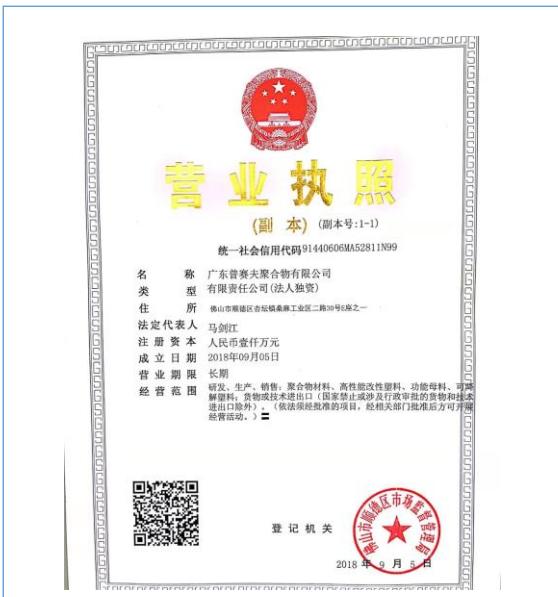 营业执照
(副 本) (副本号:1-1)
统一社会信用代码91440606MA52811N99
名 称 广东普赛夫聚合物有限公司
类 型 有限责任公司(法人独资)
住 所 佛山市顺德区杏坛镇桑麻工业区二路30号5座之一
法定代表人 马剑江
注册资本 人民币壹仟万元
成立日期 2018年09月05日
营业期限 长期
经营范围 研发、生产、销售：聚合物材料、高性能改性塑料、功能母料、可降
解塑料；货物或技术进出口（国家禁止或涉及行政审批的货物和技术
进出口除外）。（依法须经批准的项目，经相关部门批准后方可开展
经营活动。）〓
登记机关
佛山市顺德区市场监督管理局
2018 年 9 月 5 日